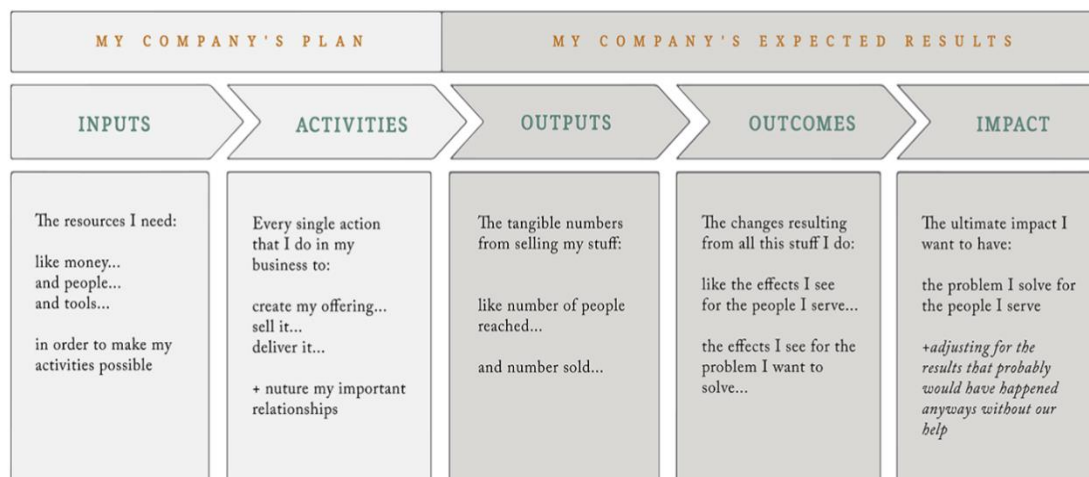 MY COMPANY'S PLAN
MY COMPANY'S EXPECTED RESULTS
INPUTS
ACTIVITIES
OUTPUTS
OUTCOMES
IMPACT
The resources I need:
like money...
and people...
and tools...
in order to make my
activities possible
Every single action
that I do in my
business to:
create my offering...
sell it...
deliver it...
+ nuture my important
relationships
The tangible numbers
from selling my stuff:
like number of people
reached...
and number sold...
The changes resulting
from all this stuff I do:
like the effects I see
for the people I serve...
the effects I see for the
problem I want to
solve...
The ultimate impact I
want to have:
the problem I solve for
the people I serve
+adjusting for the
results that probably
would have happened
anyways without our
help